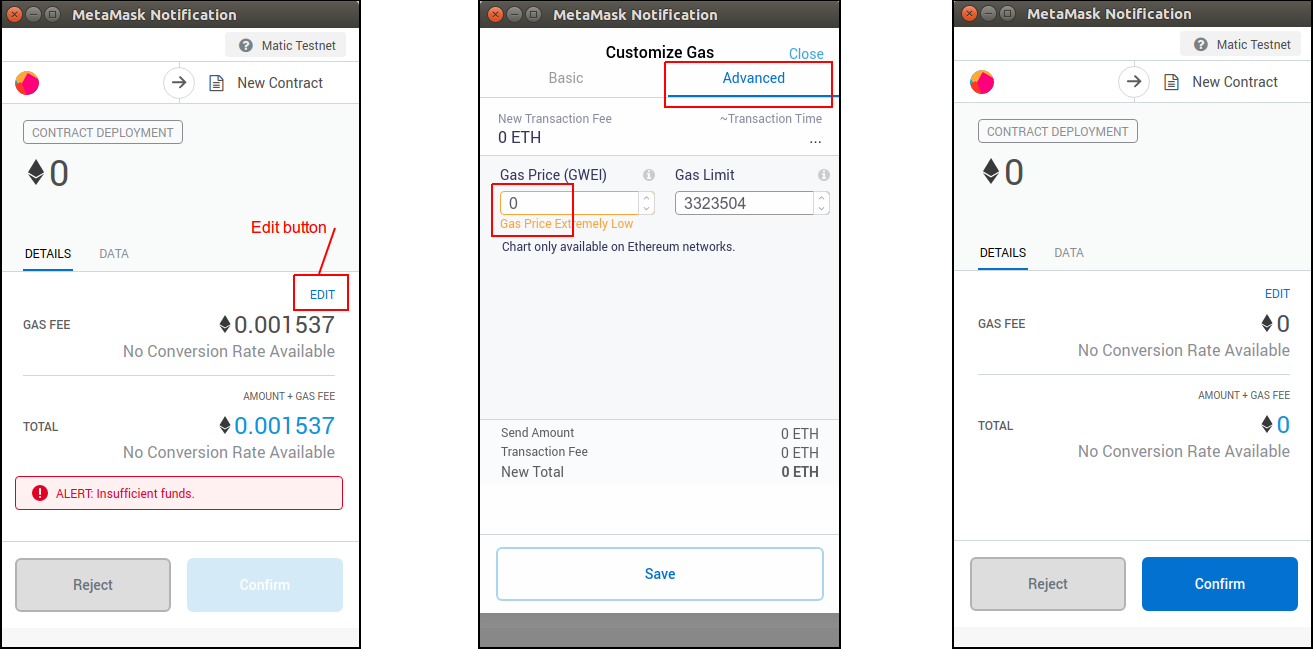 MetaMask Notification
Matic Testnet
New Contract
CONTRACT DEPLOYMENT
0
Edit button
DETAILS DATA
EDIT
GAS FEE 0.001537
No Conversion Rate Available
AMOUNT + GAS FEE
TOTAL 0.001537
No Conversion Rate Available
ALERT: Insufficient funds.
Reject Confirm
MetaMask Notification
Customize Gas Close
Basic Advanced
New Transaction Fee ~Transaction Time
0 ETH ...
Gas Price (GWEI) Gas Limit
0 3323504
Gas Price Extremely Low
Chart only available on Ethereum networks.
Send Amount 0 ETH
Transaction Fee 0 ETH
New Total 0 ETH
Save
MetaMask Notification
Matic Testnet
New Contract
CONTRACT DEPLOYMENT
0
DETAILS DATA
EDIT
GAS FEE 0
No Conversion Rate Available
AMOUNT + GAS FEE
TOTAL 0
No Conversion Rate Available
Reject Confirm